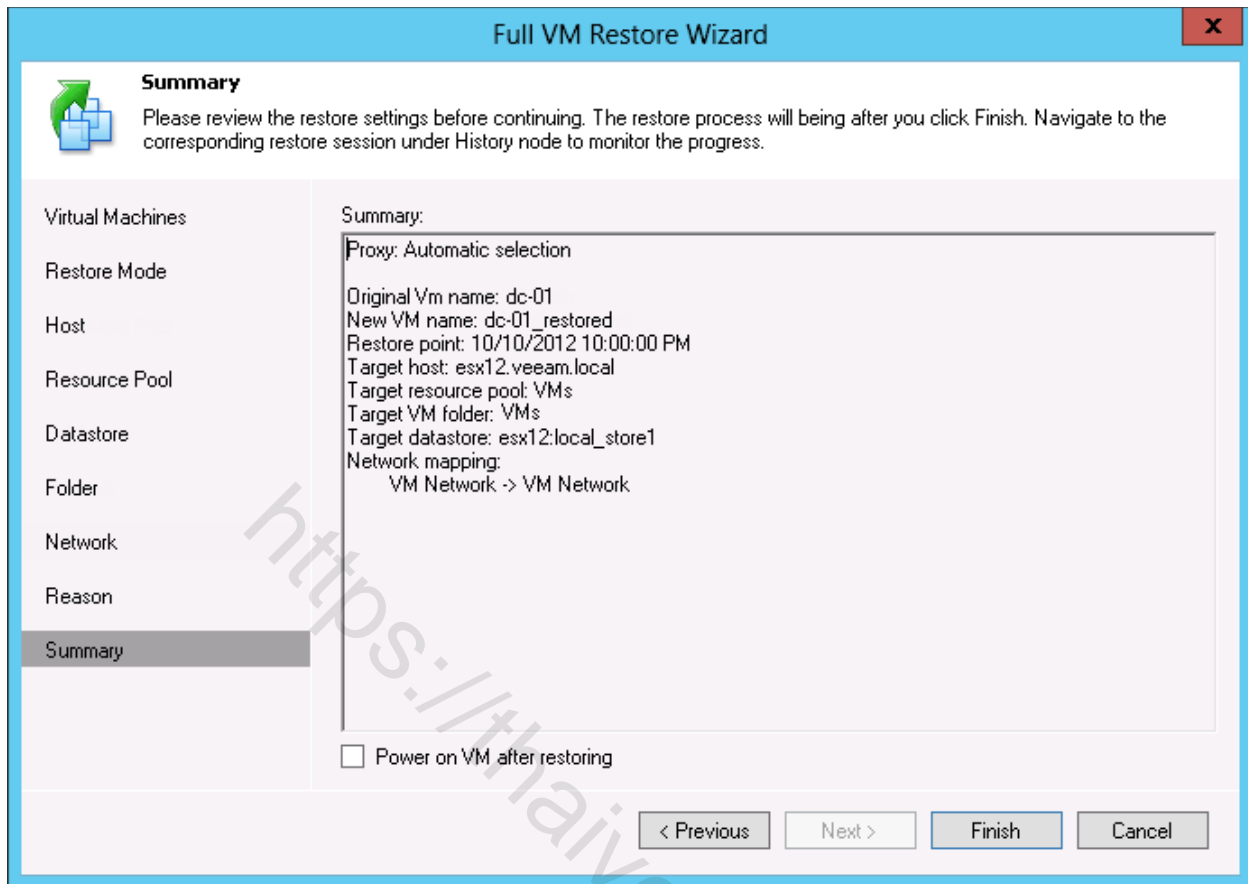 Full VM Restore Wizard
x
Summary
Please review the restore settings before continuing. The restore process will being after you click Finish. Navigate to the
corresponding restore session under History node to monitor the progress.
Virtual Machines
Restore Mode
Host
Resource Pool
Datastore
Folder
Network
Reason
Summary
Summary:
Proxy: Automatic selection
Original Vm name: dc-01
New VM name: dc-01_restored
Restore point: 10/10/2012 10:00:00 PM
Target host: esx12.veeam.local
Target resource pool: VMs
Target VM folder: VMs
Target datastore: esx12:local_store1
Network mapping:
VM Network -> VM Network
Power on VM after restoring
< Previous
Next >
Finish
Cancel